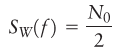 S_W(f) = N_0/2